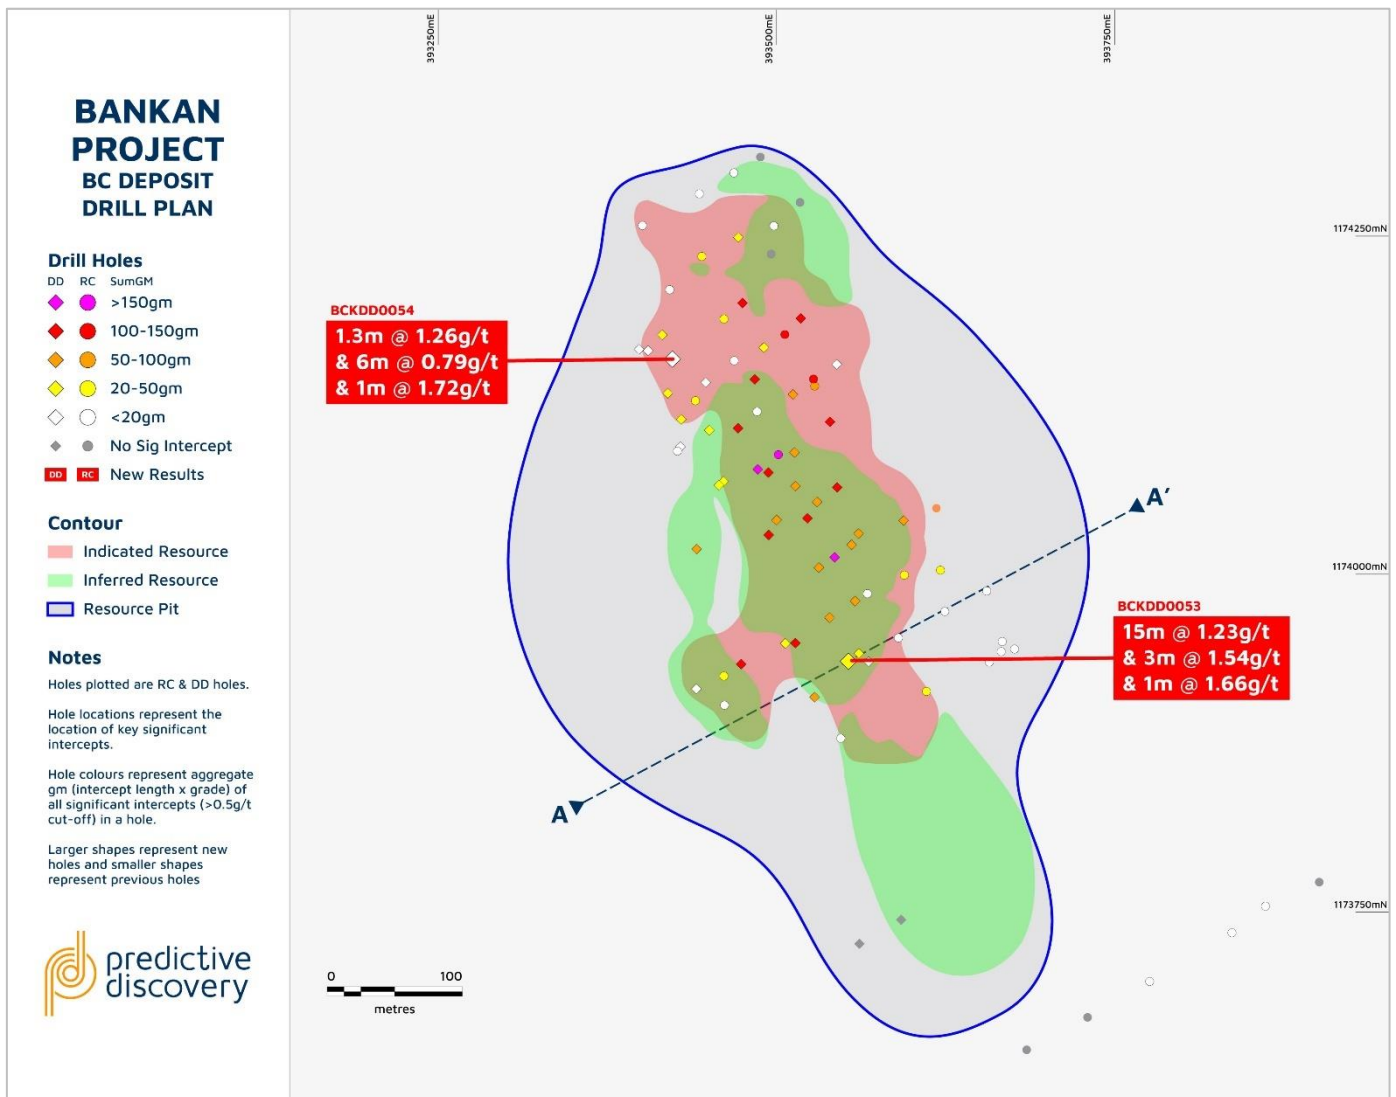 BANKAN
PROJECT
BC DEPOSIT
DRILL PLAN
Drill Holes
DD RC SumGM
>150gm
100-150gm
50-100gm
20-50gm
<20gm
No Sig Intercept
DD RC New Results
Contour
Indicated Resource
Inferred Resource
Resource Pit
Notes
Holes plotted are RC & DD holes.
Hole locations represent the
location of key significant
intercepts.
Hole colours represent aggregate
gm (intercept length x grade) of
all significant intercepts (>0.5g/t
cut-off) in a hole.
Larger shapes represent new
holes and smaller shapes
represent previous holes
predictive
discovery
393250mE
393500mE
393750mE
1174250mN
BCKDD0054
1.3m @ 1.26g/t
& 6m @ 0.79g/t
& 1m @ 1.72g/t
A'
1174000mN
BCKDD0053
15m @ 1.23g/t
& 3m @ 1.54g/t
& 1m @ 1.66g/t
A
1173750mN
0 100
metres